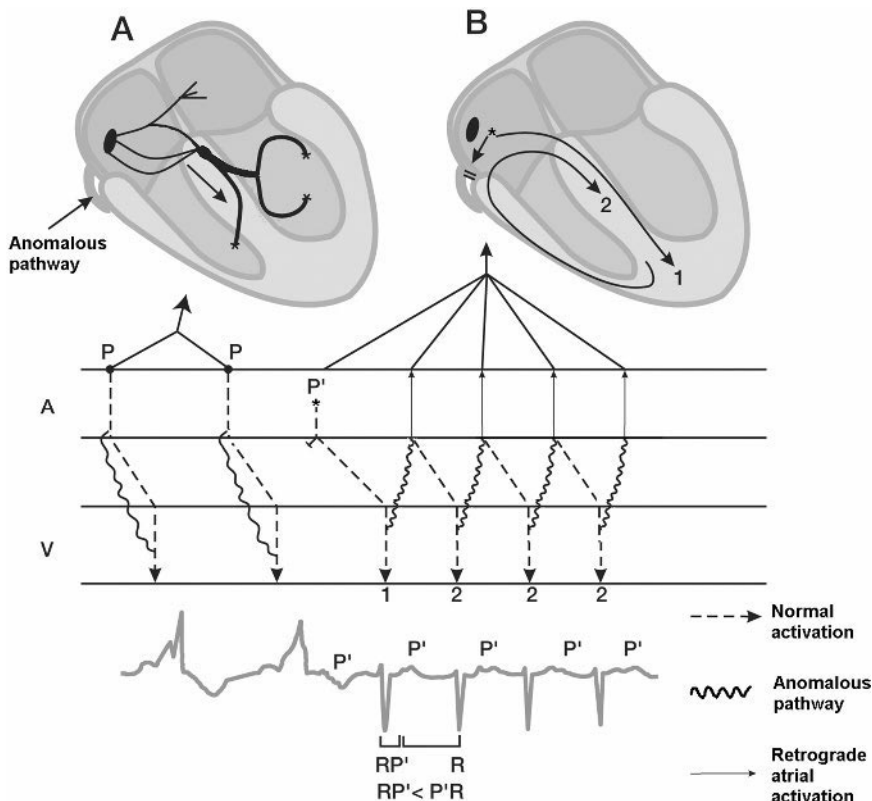 A
B
Anomalous
pathway
2
1
P P
P'
A
V
1 2 2 2
P' P' P' P' P'
RP' R
RP'< P'R
Normal
activation
Anomalous
pathway
Retrograde
atrial
activation